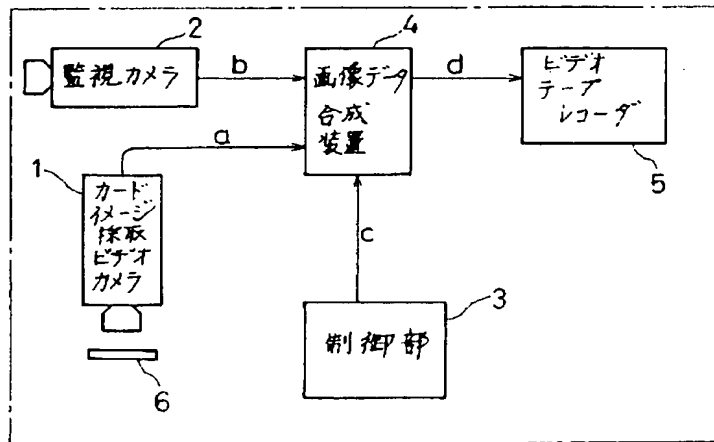 2
監視カメラ
b
4
画像データ
合成
装置
d
ビデオ
テープ
レコーダ
5
a
1
カード
イメージ
採取
ビデオ
カメラ
6
c
3
制御部